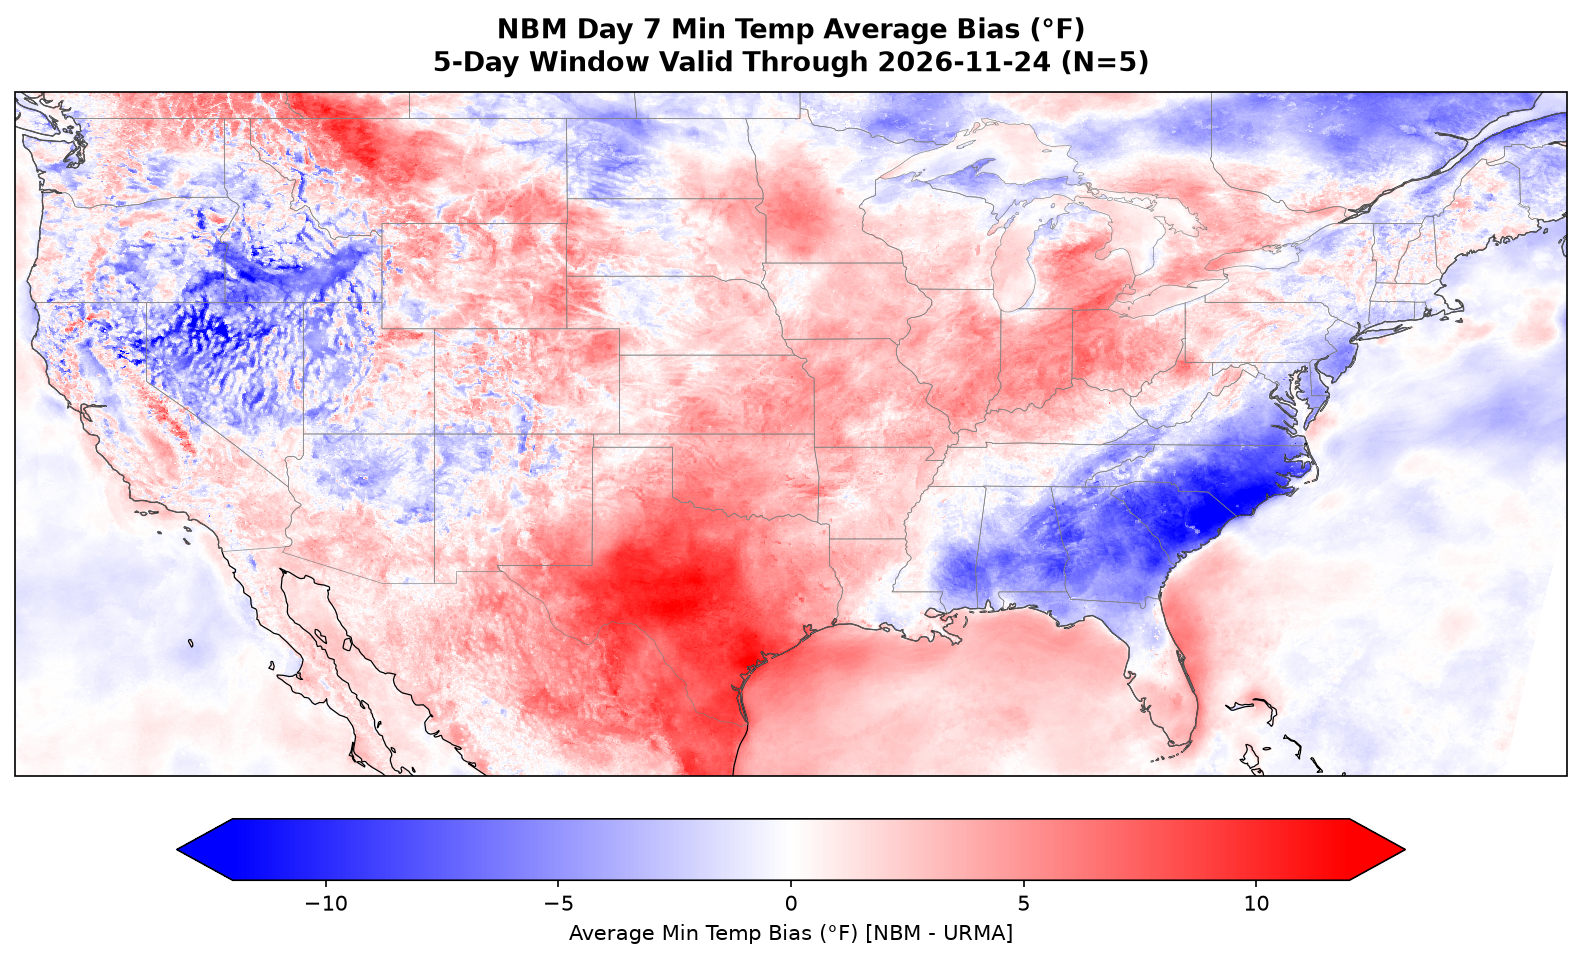 NBM Day 7 Min Temp Average Bias (°F)
5-Day Window Valid Through 2026-11-24 (N=5)
−10 −5 0 5 10
Average Min Temp Bias (°F) [NBM - URMA]